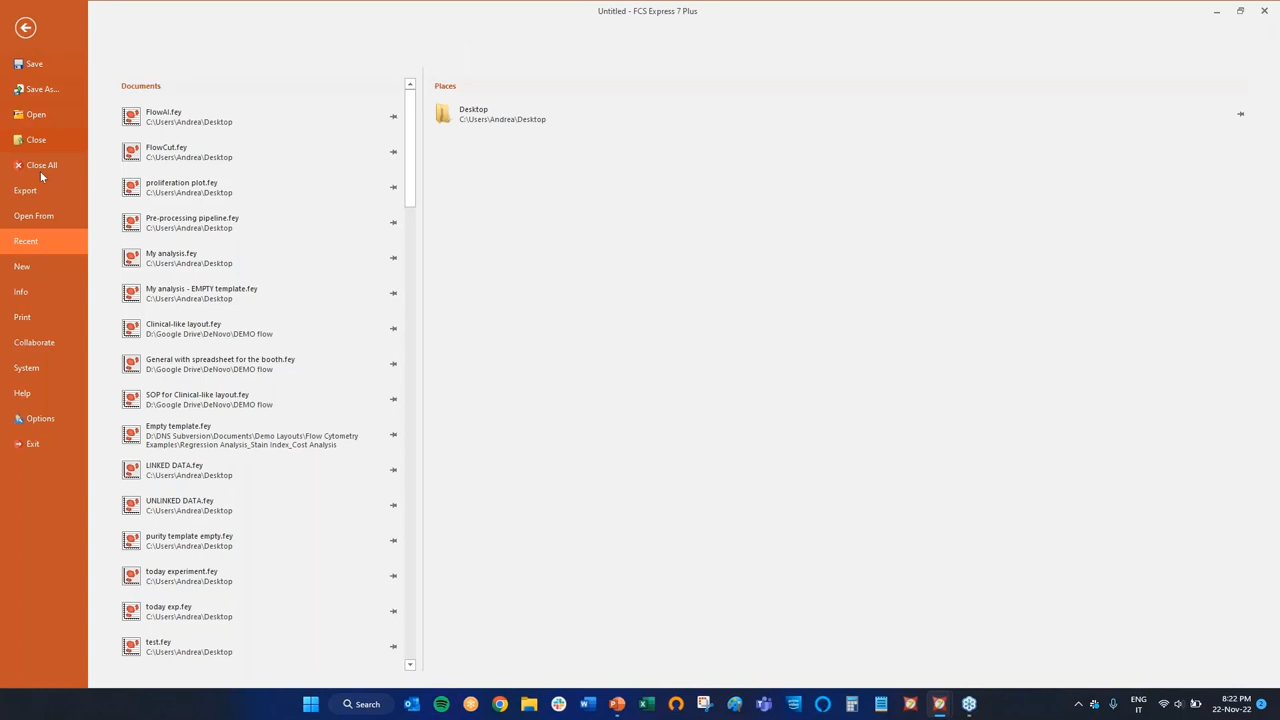 Untitled - FCS Express 7 Plus
Save
Save As...
Open
Close
Close All
Export
Open From
Recent
New
Info
Print
Collaborate
System
Help
Options
Exit
Documents
FlowAI.fey
C:\Users\Andrea\Desktop
FlowCut.fey
C:\Users\Andrea\Desktop
proliferation plot.fey
C:\Users\Andrea\Desktop
Pre-processing pipeline.fey
C:\Users\Andrea\Desktop
My analysis.fey
C:\Users\Andrea\Desktop
My analysis - EMPTY template.fey
C:\Users\Andrea\Desktop
Clinical-like layout.fey
D:\Google Drive\DeNovo\DEMO flow
General with spreadsheet for the booth.fey
D:\Google Drive\DeNovo\DEMO flow
SOP for Clinical-like layout.fey
D:\Google Drive\DeNovo\DEMO flow
Empty template.fey
D:\DNS Subversion\Documents\Demo Layouts\Flow Cytometry
Examples\Regression Analysis_Stain Index_Cost Analysis
LINKED DATA.fey
C:\Users\Andrea\Desktop
UNLINKED DATA.fey
C:\Users\Andrea\Desktop
purity template empty.fey
C:\Users\Andrea\Desktop
today experiment.fey
C:\Users\Andrea\Desktop
today exp.fey
C:\Users\Andrea\Desktop
test.fey
C:\Users\Andrea\Desktop
Places
Desktop
C:\Users\Andrea\Desktop
Search
ENG
IT
8:22 PM
22-Nov-22